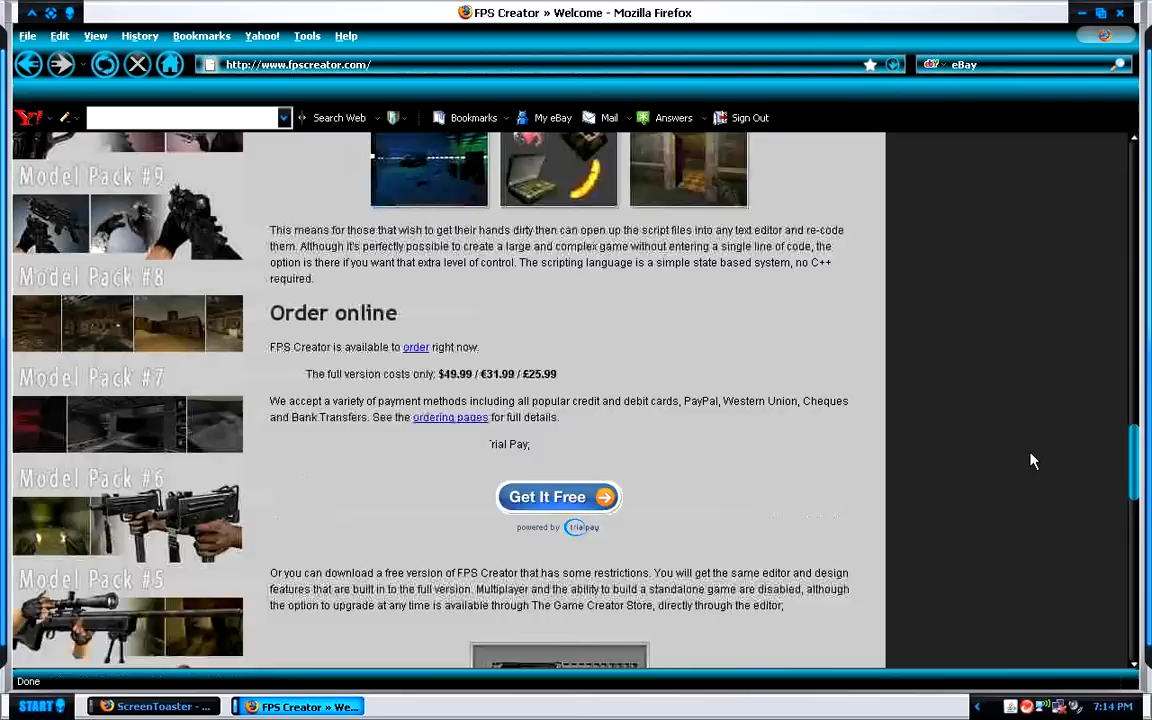 FPS Creator » Welcome - Mozilla Firefox
File Edit View History Bookmarks Yahoo! Tools Help
http://www.fpscreator.com/
eBay
Y! Search Web Bookmarks My eBay Mail Answers Sign Out
Model Pack #9
Model Pack #8
Model Pack #7
Model Pack #6
Model Pack #5
This means for those that wish to get their hands dirty then can open up the script files into any text editor and re-code
them. Although it's perfectly possible to create a large and complex game without entering a single line of code, the
option is there if you want that extra level of control. The scripting language is a simple state based system, no C++
required.
Order online
FPS Creator is available to order right now.
The full version costs only; $49.99 / €31.99 / £25.99
We accept a variety of payment methods including all popular credit and debit cards, PayPal, Western Union, Cheques
and Bank Transfers. See the ordering pages for full details.
rial Pay;
Get It Free
powered by trialpay
Or you can download a free version of FPS Creator that has some restrictions. You will get the same editor and design
features that are built in to the full version. Multiplayer and the ability to build a standalone game are disabled, although
the option to upgrade at any time is available through The Game Creator Store, directly through the editor;
Done
START ScreenToaster - ... FPS Creator » We... 7:14 PM